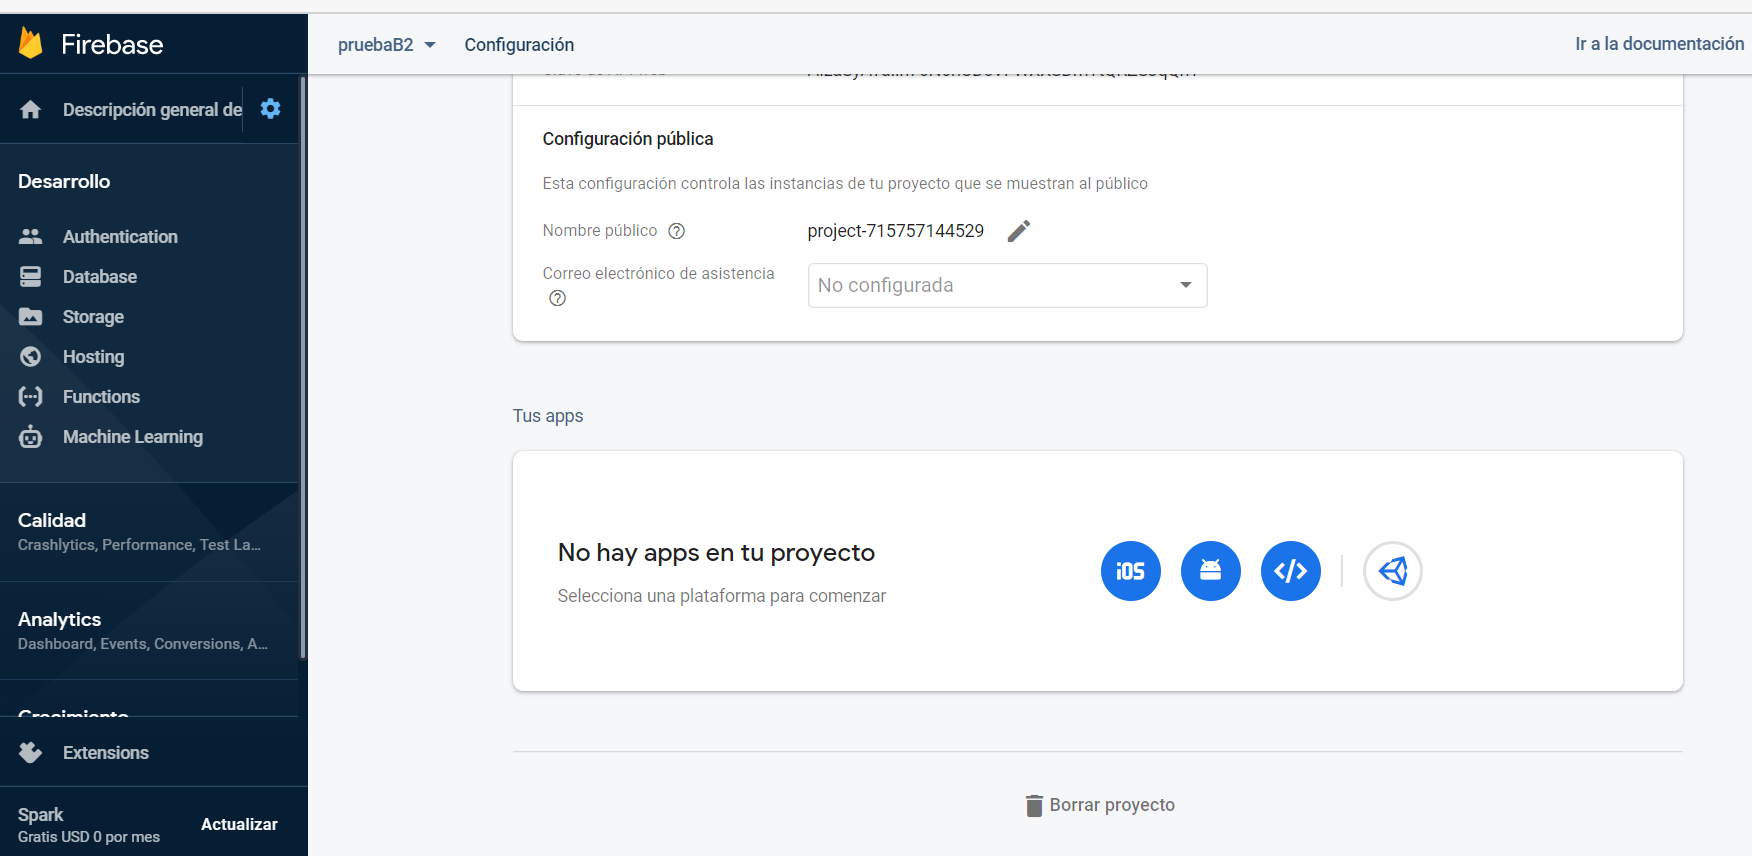 Firebase
pruebaB2
Configuración
Ir a la documentación
Descripción general de
Desarrollo
Authentication
Database
Storage
Hosting
Functions
Machine Learning
Calidad
Crashlytics, Performance, Test La...
Analytics
Dashboard, Events, Conversions, A...
Crecimiento
Extensions
Spark
Gratis USD 0 por mes
Actualizar
Configuración pública
Esta configuración controla las instancias de tu proyecto que se muestran al público
Nombre público
project-715757144529
Correo electrónico de asistencia
No configurada
Tus apps
No hay apps en tu proyecto
Selecciona una plataforma para comenzar
iOS
Borrar proyecto